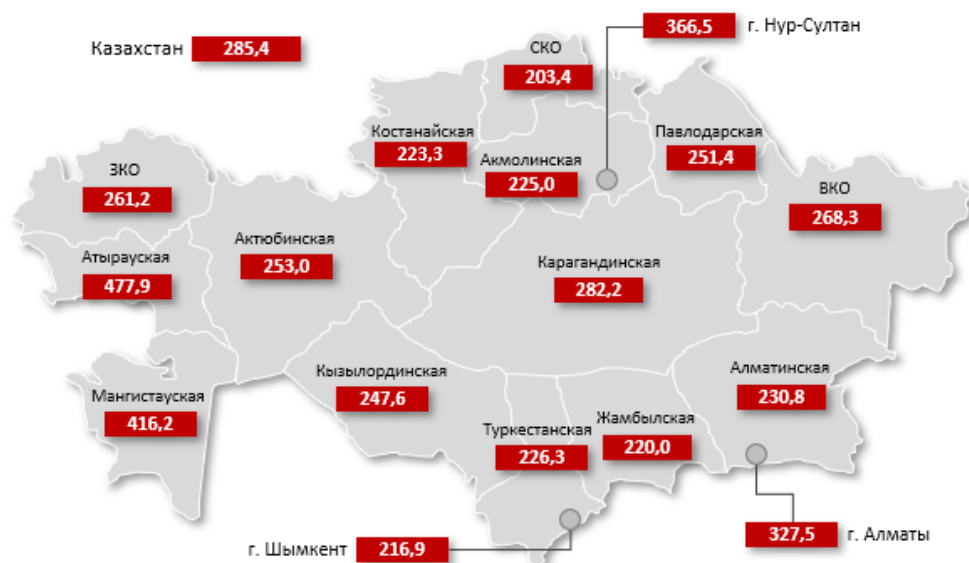 366,5 г. Нур-Султан
Казахстан 285,4
СКО
203,4
Костанайская
223,3
Павлодарская
251,4
Акмолинская
225,0
ЗКО
261,2
ВКО
268,3
Актюбинская
253,0
Атырауская
477,9
Карагандинская
282,2
Кызылординская
247,6
Алматинская
230,8
Мангистауская
416,2
Туркестанская
226,3
Жамбылская
220,0
327,5 г. Алматы
г. Шымкент 216,9